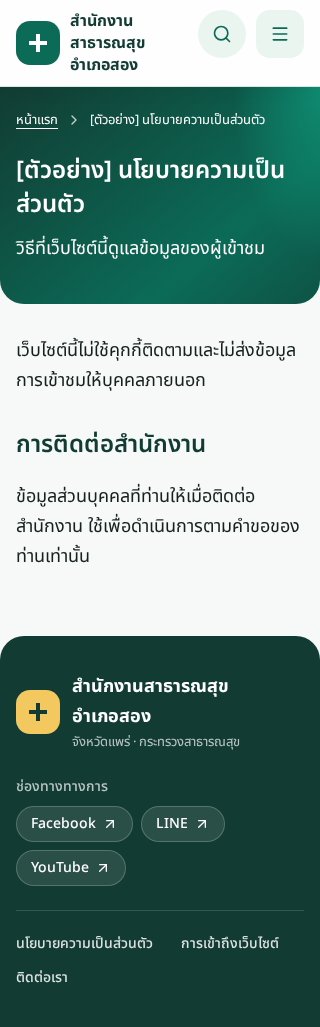 สำนักงาน
สาธารณสุข
อำเภอสอง
หน้าแรก
[ตัวอย่าง] นโยบายความเป็นส่วนตัว
[ตัวอย่าง] นโยบายความเป็น
ส่วนตัว
วิธีที่เว็บไซต์นี้ดูแลข้อมูลของผู้เข้าชม
เว็บไซต์นี้ไม่ใช้คุกกี้ติดตามและไม่ส่งข้อมูล
การเข้าชมให้บุคคลภายนอก
การติดต่อสำนักงาน
ข้อมูลส่วนบุคคลที่ท่านให้เมื่อติดต่อ
สำนักงาน ใช้เพื่อดำเนินการตามคำขอของ
ท่านเท่านั้น
สำนักงานสาธารณสุข
อำเภอสอง
จังหวัดแพร่ · กระทรวงสาธารณสุข
ช่องทางทางการ
Facebook
LINE
YouTube
นโยบายความเป็นส่วนตัว
การเข้าถึงเว็บไซต์
ติดต่อเรา